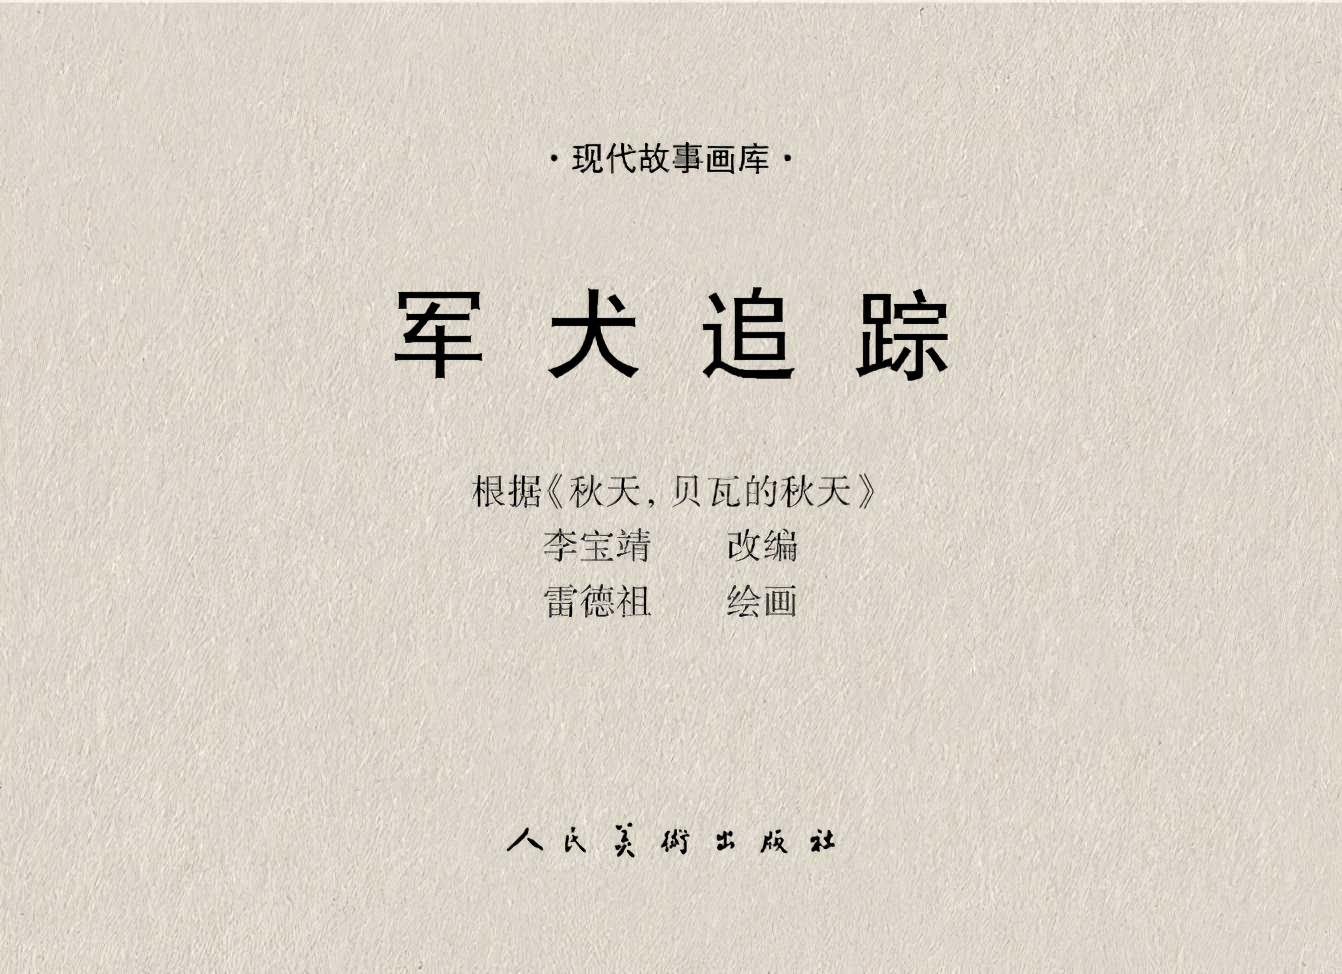 ·现代故事画库·
军犬追踪
根据《秋天，贝瓦的秋天》
李宝靖 改编
雷德祖 绘画
人民美術出版社